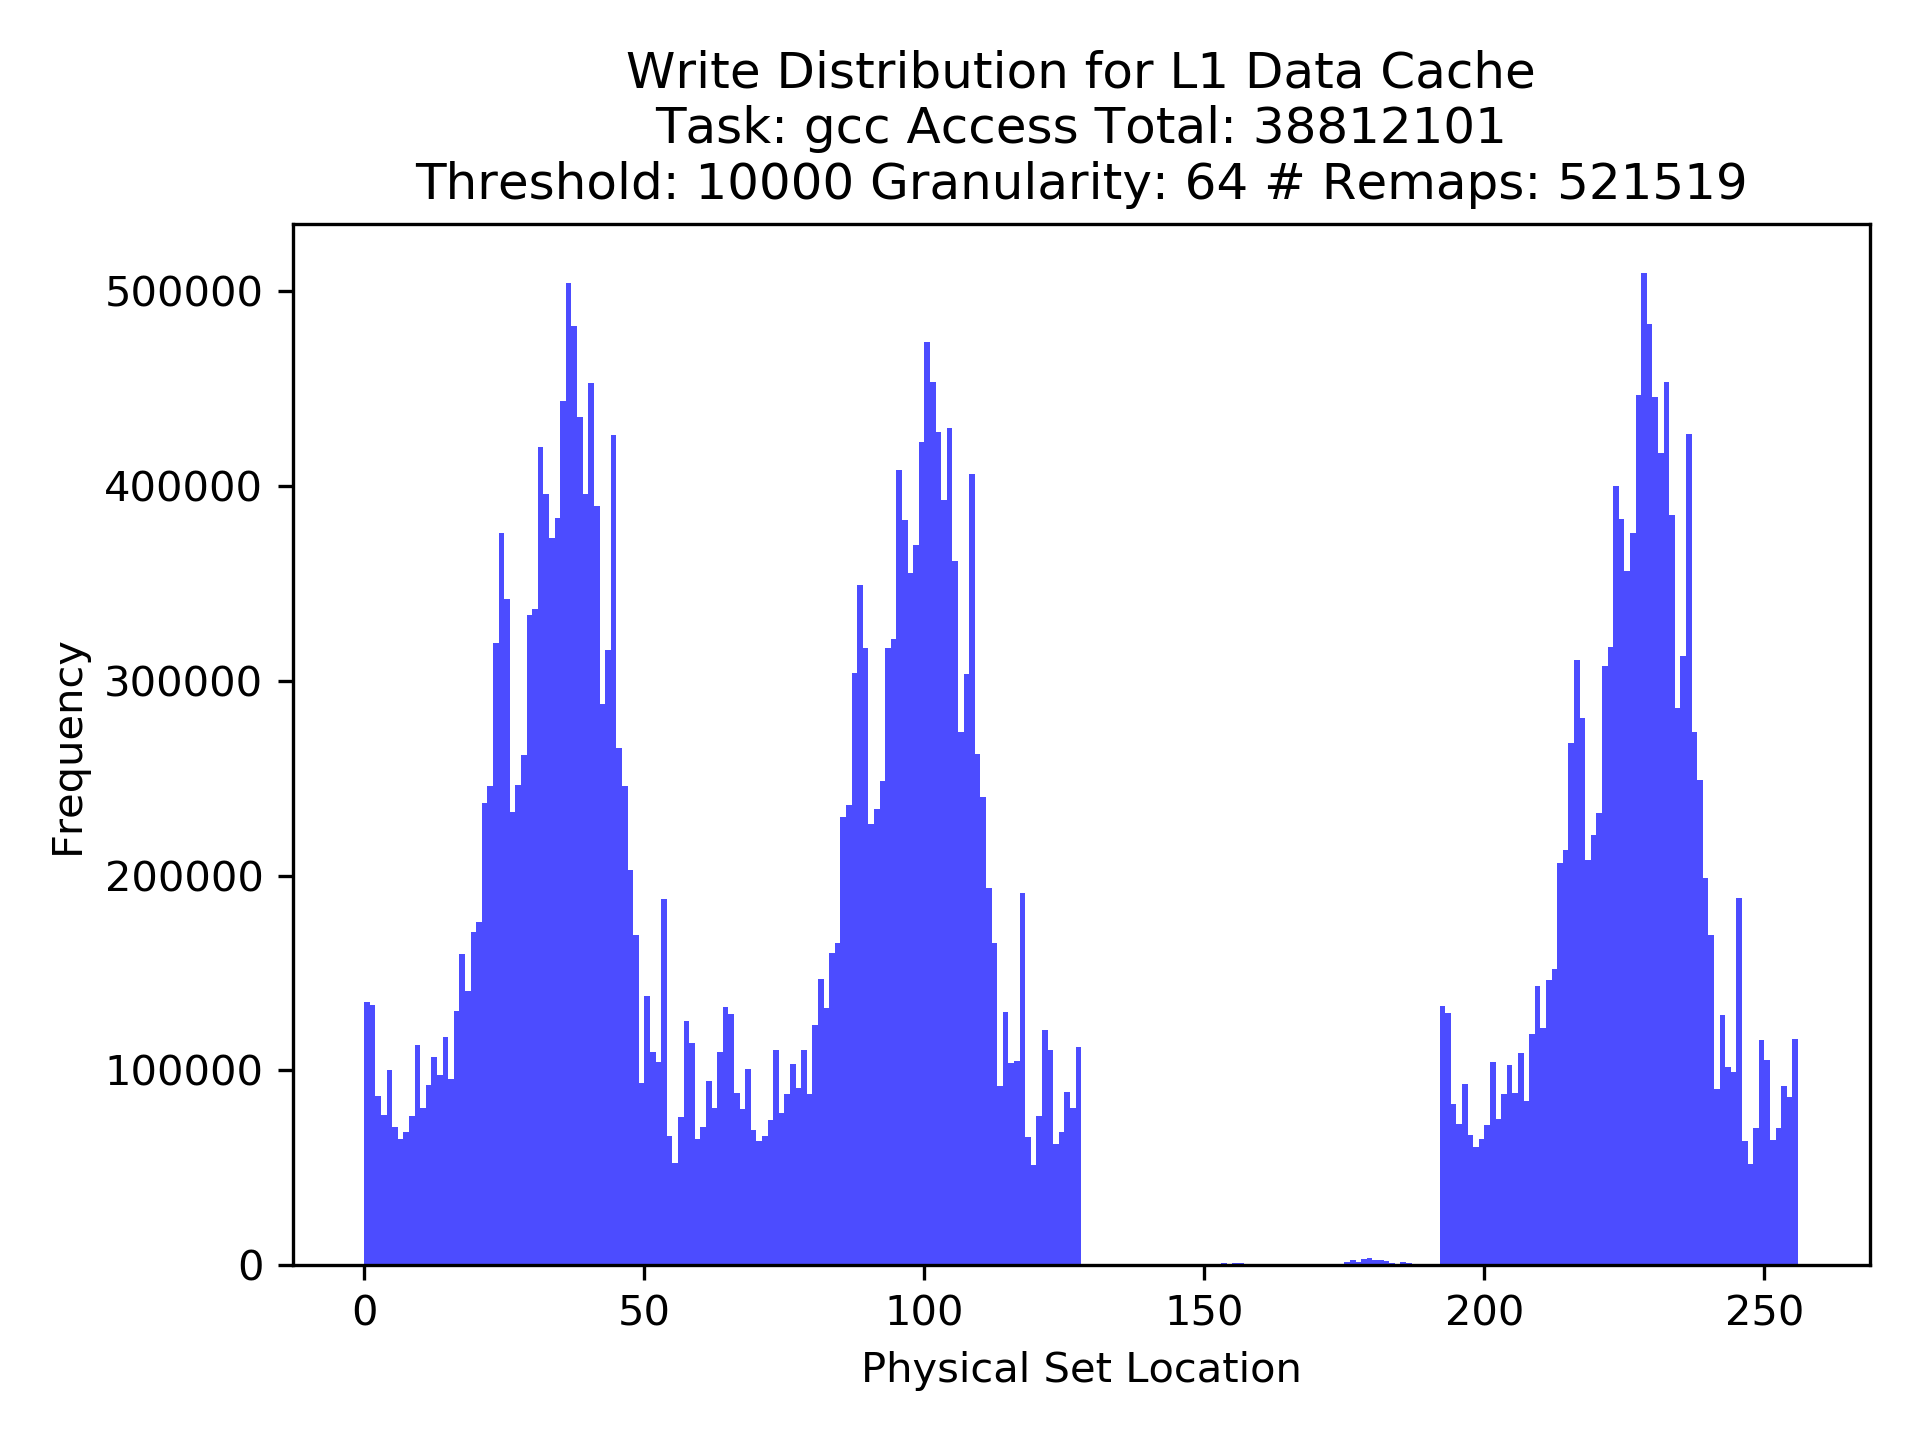 Write Distribution for L1 Data Cache
Task: gcc Access Total: 38812101
Threshold: 10000 Granularity: 64 # Remaps: 521519
500000
400000
300000
200000
100000
0
Frequency
0 50 100 150 200 250
Physical Set Location